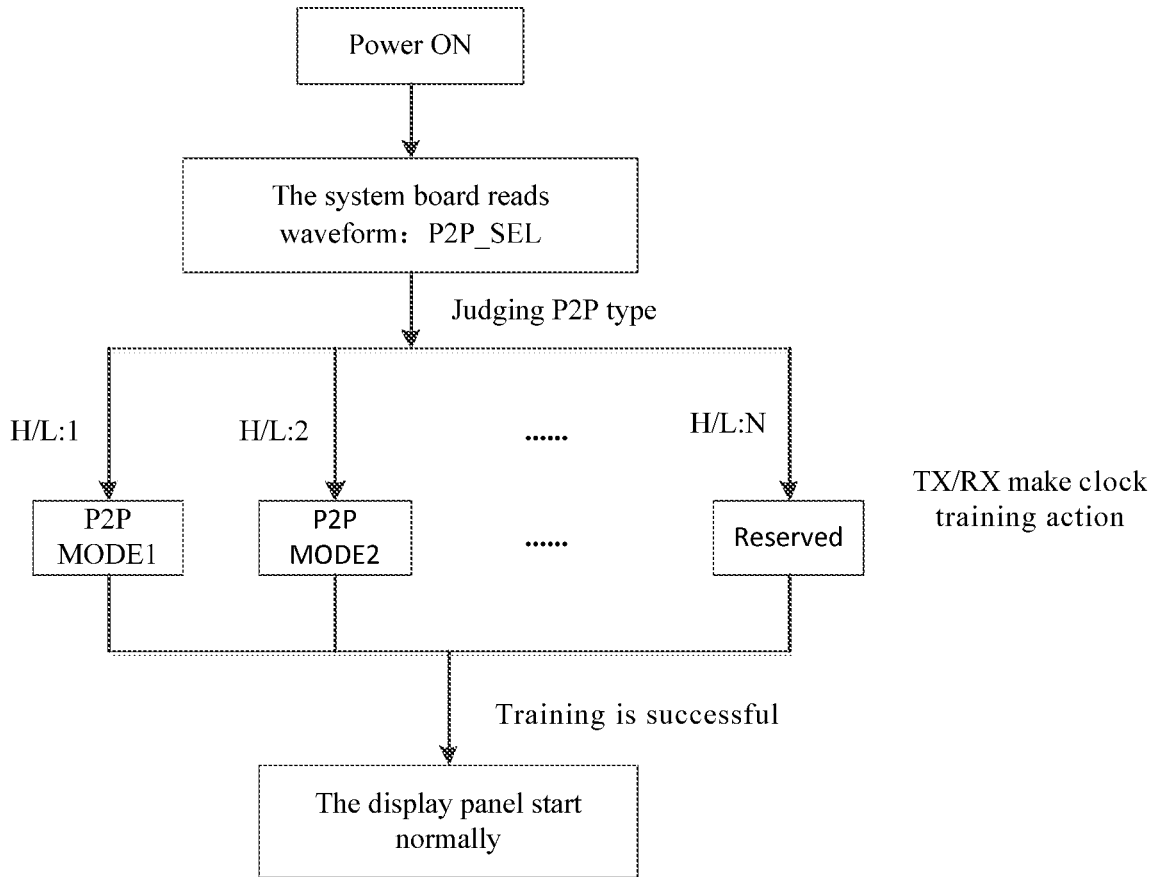 Power ON
The system board reads
waveform：P2P_SEL
Judging P2P type
H/L:1
H/L:2
......
H/L:N
P2P
MODE1
P2P
MODE2
......
Reserved
TX/RX make clock
training action
Training is successful
The display panel start
normally